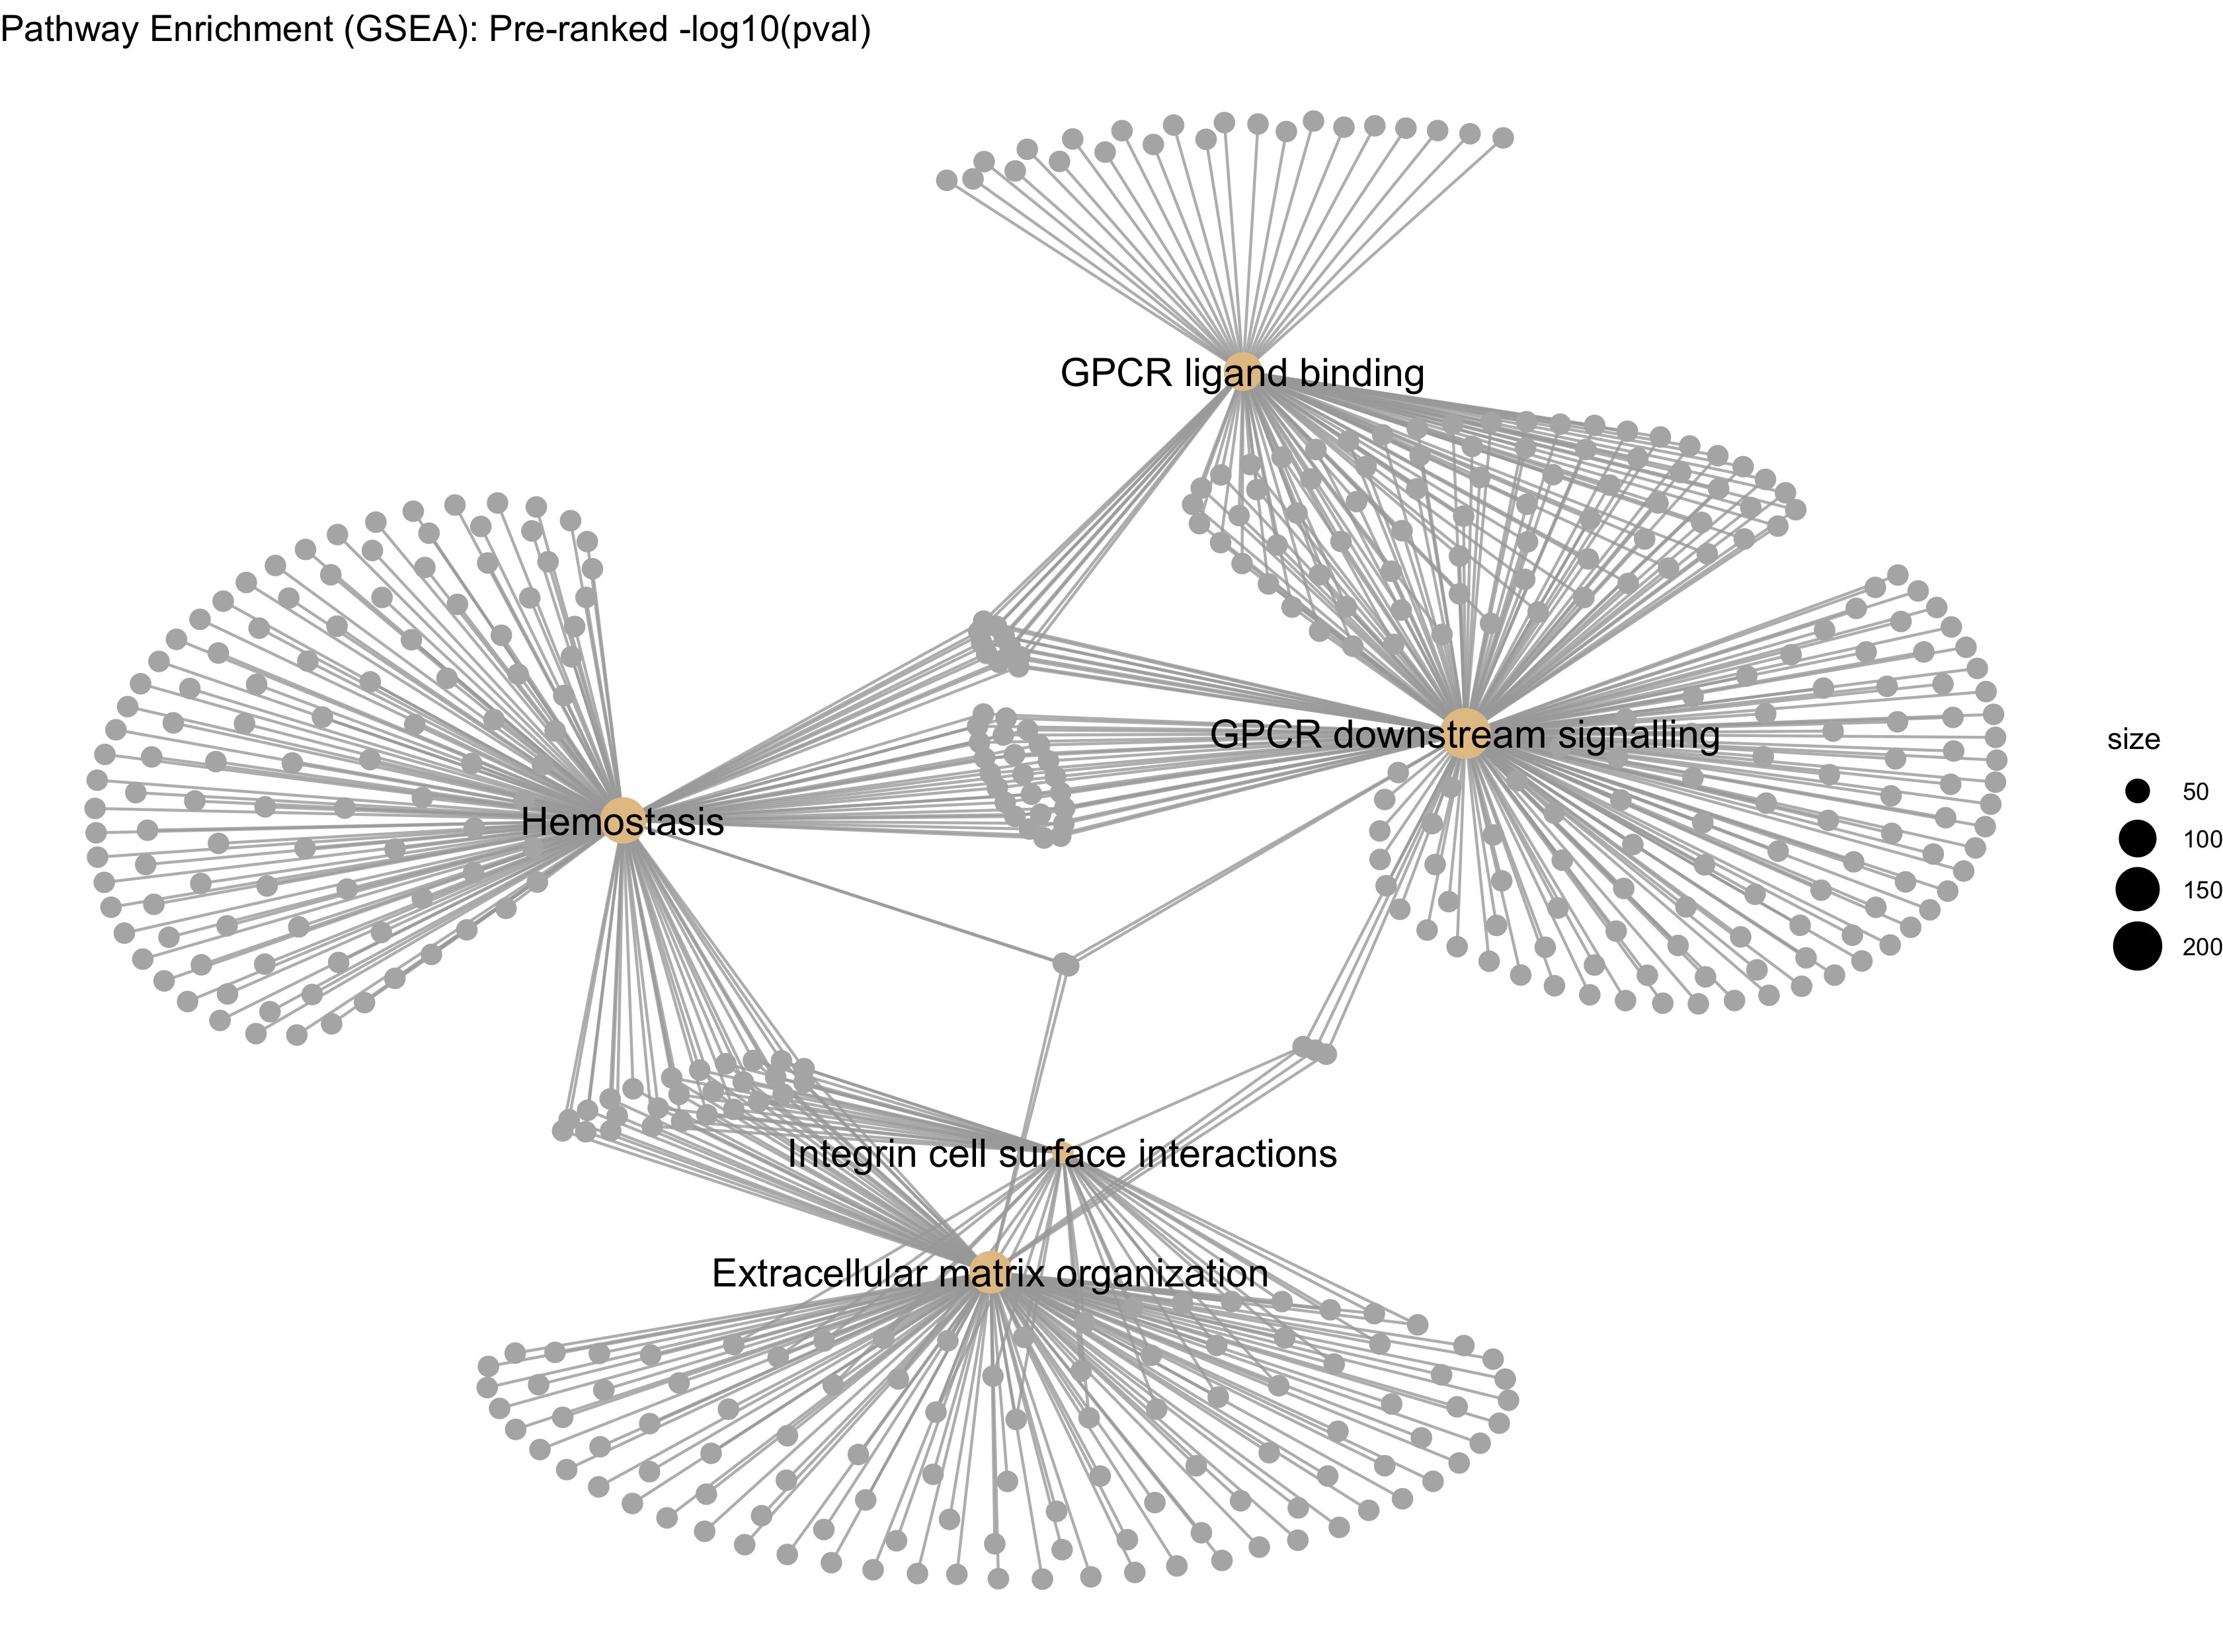 Pathway Enrichment (GSEA): Pre-ranked -log10(pval)
GPCR ligand binding
GPCR downstream signalling
Hemostasis
Integrin cell surface interactions
Extracellular matrix organization
size
50
100
150
200